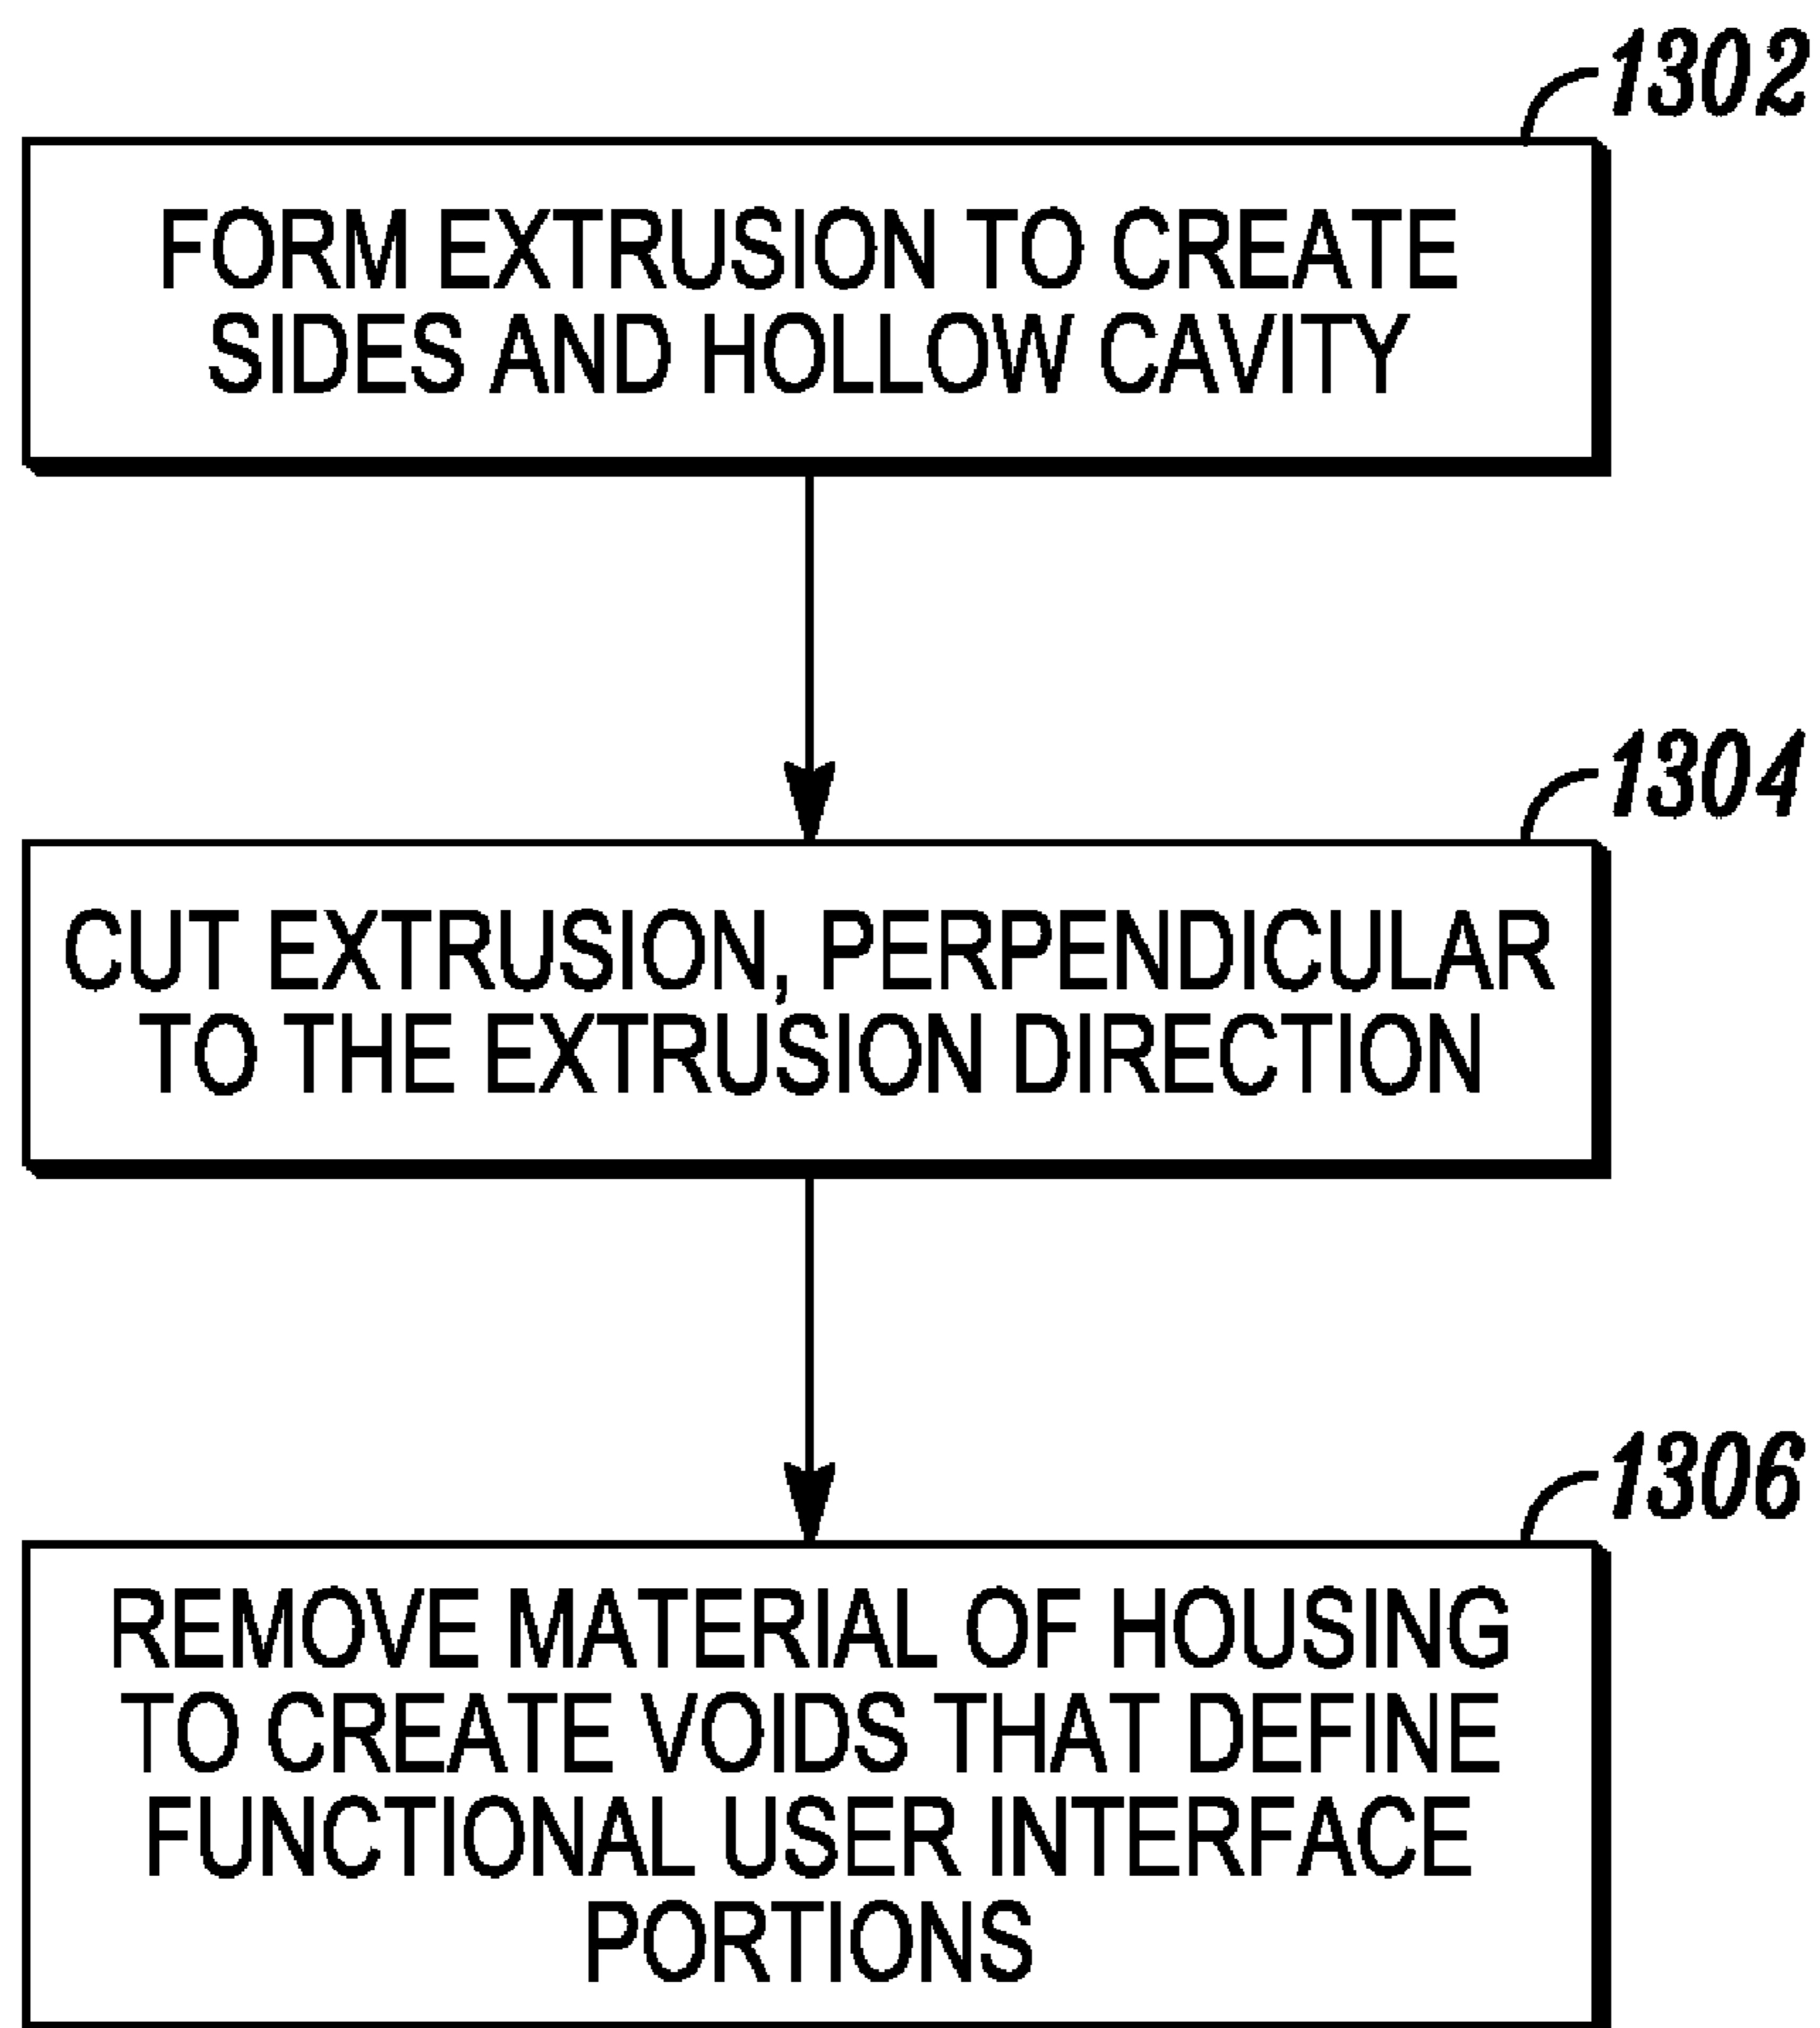 1302
FORM EXTRUSION TO CREATE
SIDES AND HOLLOW CAVITY
1304
CUT EXTRUSION, PERPENDICULAR
TO THE EXTRUSION DIRECTION
1306
REMOVE MATERIAL OF HOUSING
TO CREATE VOIDS THAT DEFINE
FUNCTIONAL USER INTERFACE
PORTIONS